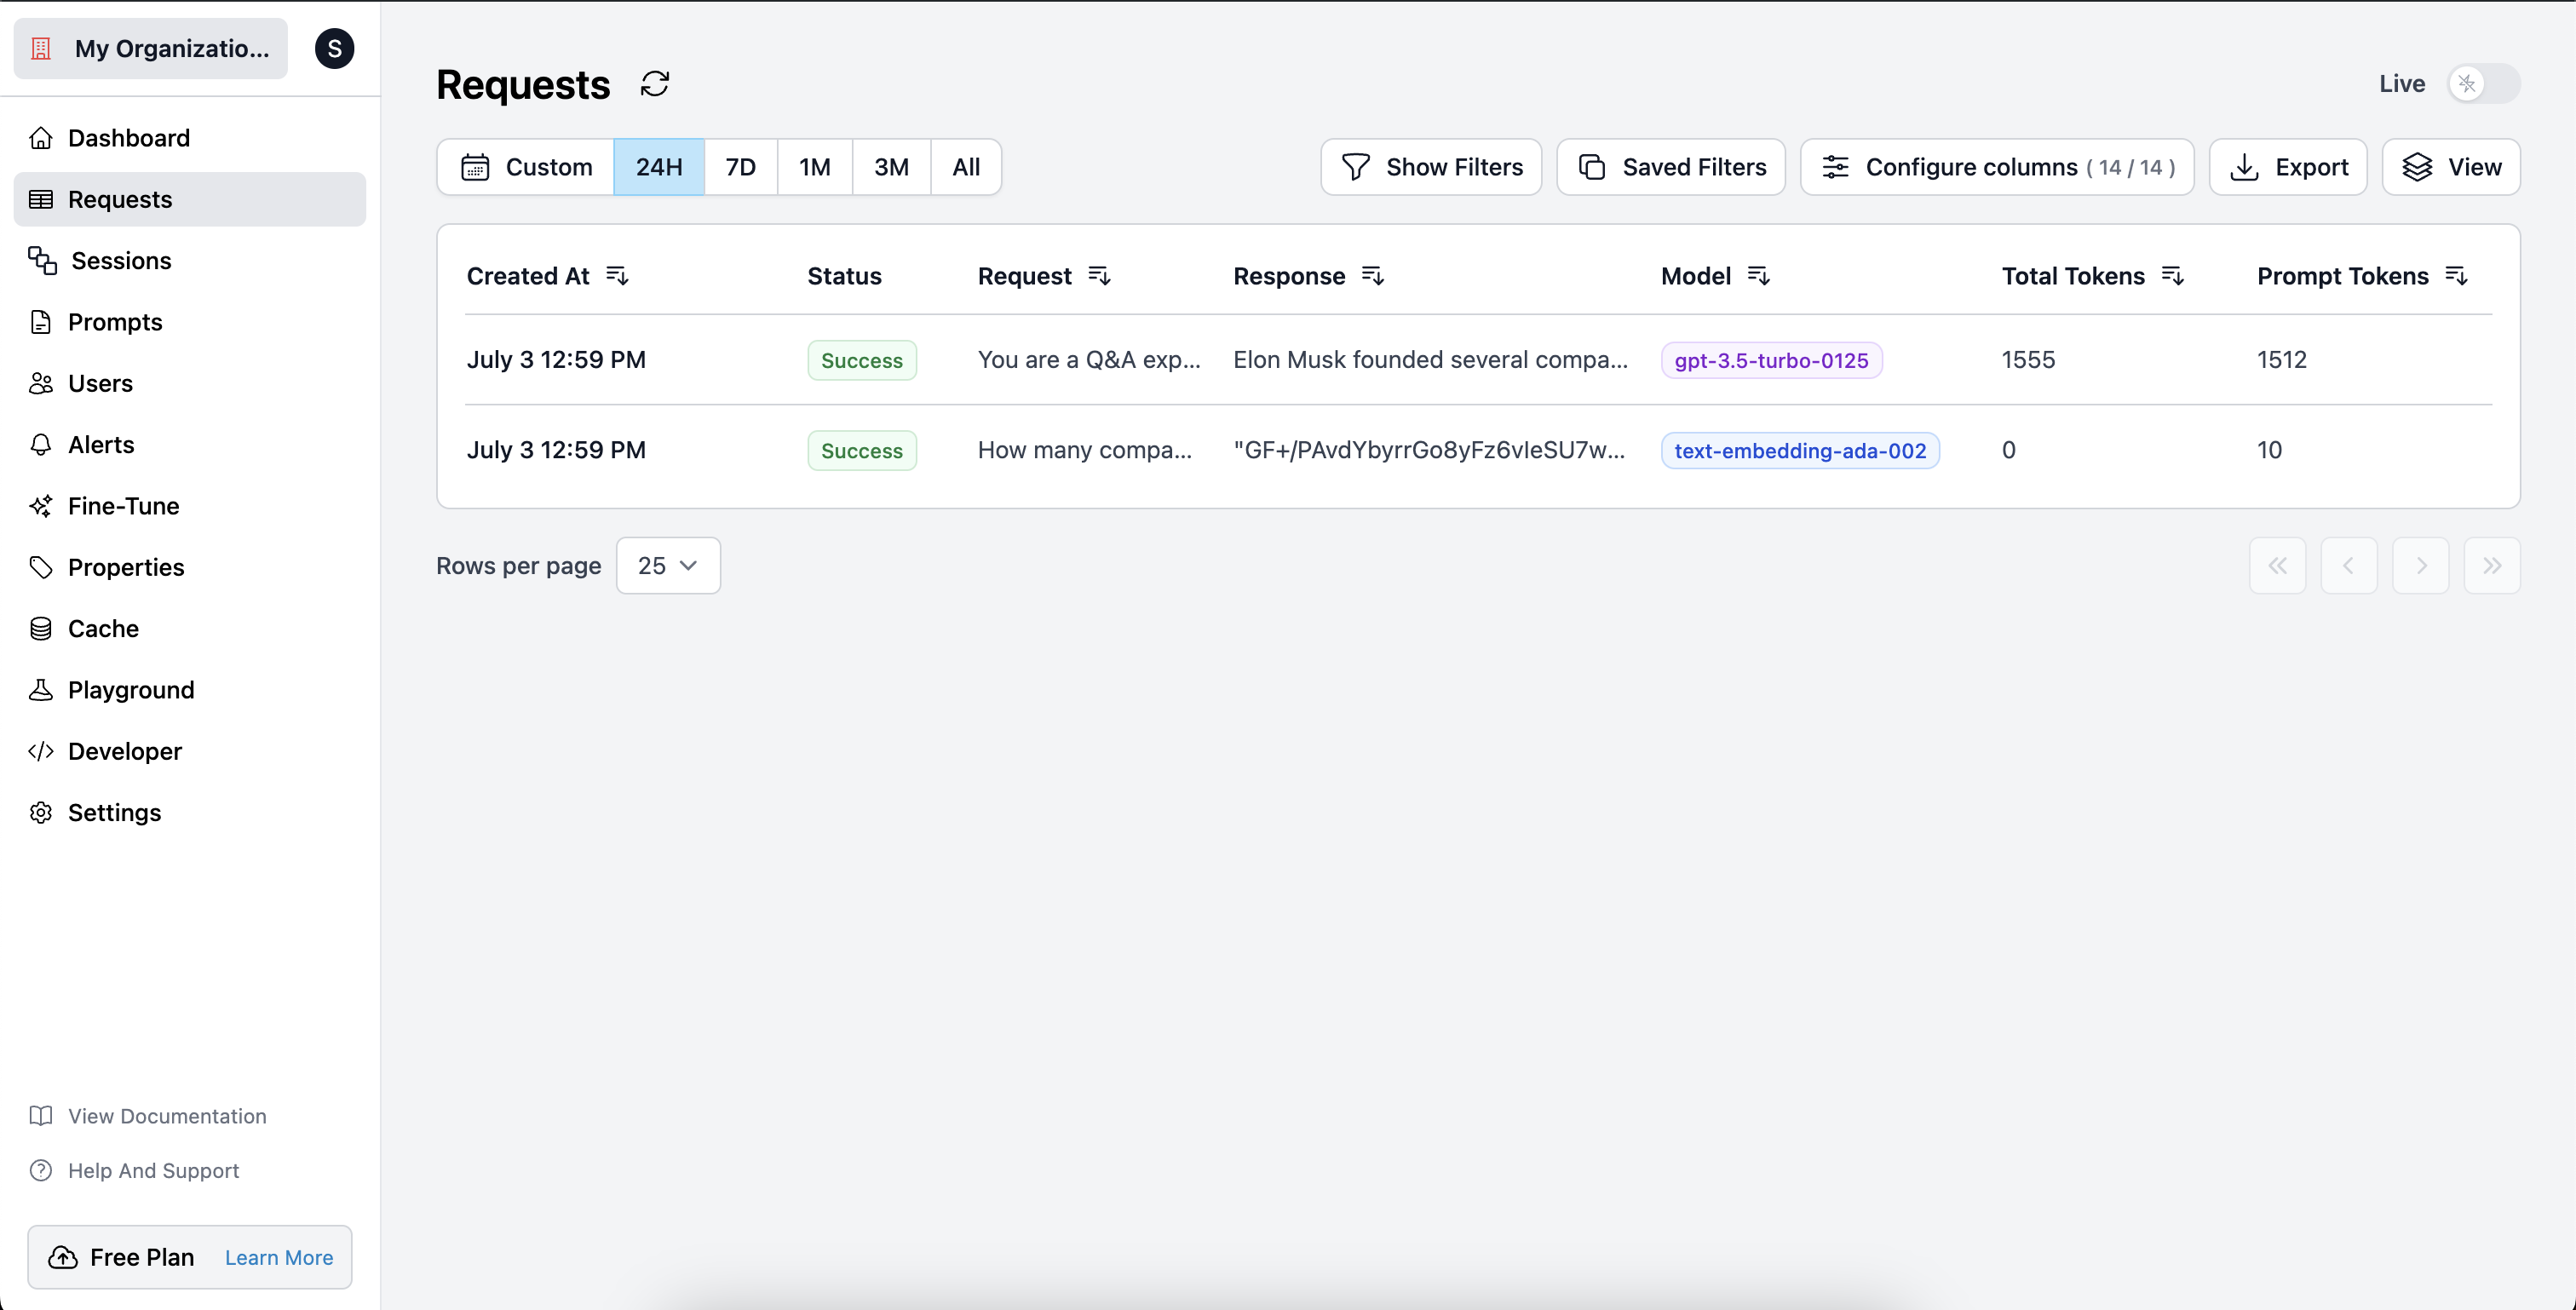 My Organizatio...
S
Dashboard
Requests
Sessions
Prompts
Users
Alerts
Fine-Tune
Properties
Cache
Playground
Developer
Settings
View Documentation
Help And Support
Free Plan Learn More
Requests
Live
Custom 24H 7D 1M 3M All
Show Filters Saved Filters Configure columns ( 14 / 14 ) Export View
Created At Status Request Response Model Total Tokens Prompt Tokens
July 3 12:59 PM Success You are a Q&A exp... Elon Musk founded several compa... gpt-3.5-turbo-0125 1555 1512
July 3 12:59 PM Success How many compa... "GF+/PAvdYbyrrGo8yFz6vIeSU7w... text-embedding-ada-002 0 10
Rows per page 25